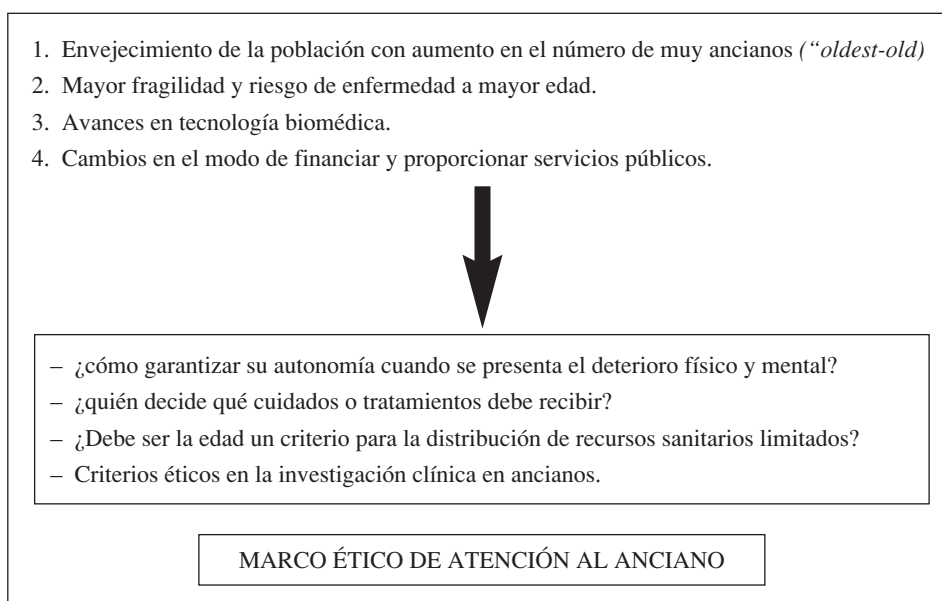 1. Envejecimiento de la población con aumento en el número de muy ancianos (“oldest-old)
2. Mayor fragilidad y riesgo de enfermedad a mayor edad.
3. Avances en tecnología biomédica.
4. Cambios en el modo de financiar y proporcionar servicios públicos.
– ¿cómo garantizar su autonomía cuando se presenta el deterioro físico y mental?
– ¿quién decide qué cuidados o tratamientos debe recibir?
– ¿Debe ser la edad un criterio para la distribución de recursos sanitarios limitados?
– Criterios éticos en la investigación clínica en ancianos.
MARCO ÉTICO DE ATENCIÓN AL ANCIANO